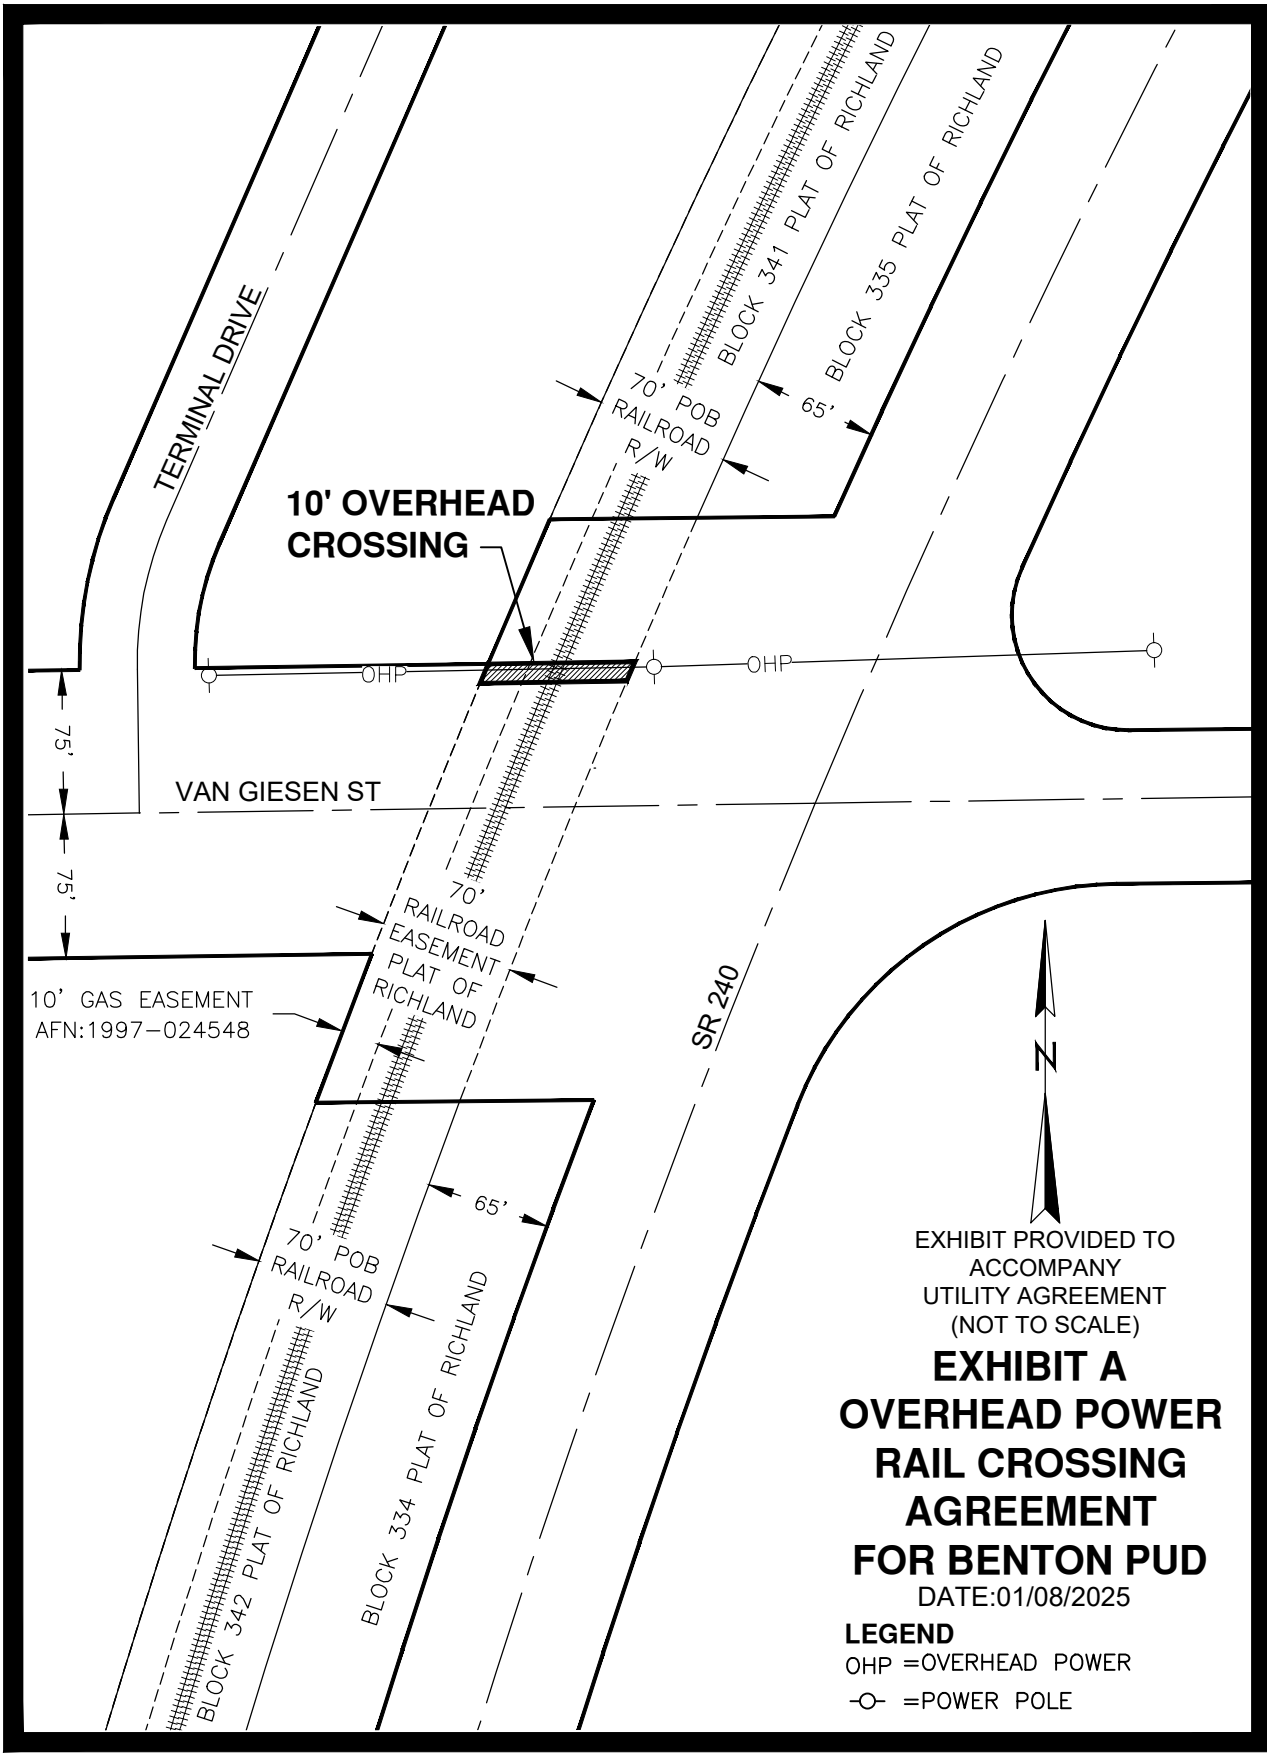 BLOCK 341 PLAT OF RICHLAND
BLOCK 335 PLAT OF RICHLAND
TERMINAL DRIVE
70' POB
RAILROAD
R/W
65'
10' OVERHEAD
CROSSING
OHP
OHP
75'
VAN GIESEN ST
75'
70'
RAILROAD
EASEMENT
PLAT OF
RICHLAND
10' GAS EASEMENT
AFN:1997-024548
SR 240
N
65'
70' POB
RAILROAD
R/W
BLOCK 342 PLAT OF RICHLAND
BLOCK 334 PLAT OF RICHLAND
EXHIBIT PROVIDED TO
ACCOMPANY
UTILITY AGREEMENT
(NOT TO SCALE)
EXHIBIT A
OVERHEAD POWER
RAIL CROSSING
AGREEMENT
FOR BENTON PUD
DATE:01/08/2025
LEGEND
OHP =OVERHEAD POWER
=POWER POLE